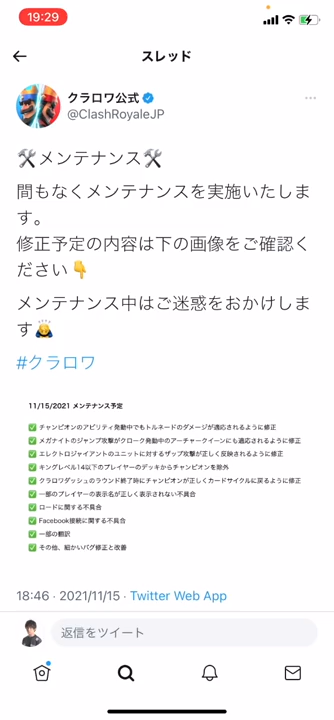 19:29
スレッド
クラロワ公式
@ClashRoyaleJP
🛠メンテナンス🛠
間もなくメンテナンスを実施いたしま
す。
修正予定の内容は下の画像をご確認く
ださい👇
メンテナンス中はご迷惑をおかけしま
す🙇
#クラロワ
11/15/2021 メンテナンス予定
✅ チャンピオンのアビリティ発動中でもトルネードのダメージが適応されるように修正
✅ メガナイトのジャンプ攻撃がクローク発動中のアーチャークイーンにも適応されるように修正
✅ エレクトロジャイアントのユニットに対するザップ攻撃が正しく反映されるように修正
✅ キングレベル14以下のプレイヤーのデッキからチャンピオンを除外
✅ クラロワダッシュのラウンド終了時にチャンピオンが正しくカードサイクルに戻るように修正
✅ 一部のプレイヤーの表示名が正しく表示されない不具合
✅ ロードに関する不具合
✅ Facebook接続に関する不具合
✅ 一部の翻訳
✅ その他、細かいバグ修正と改善
18:46 · 2021/11/15 · Twitter Web App
返信をツイート